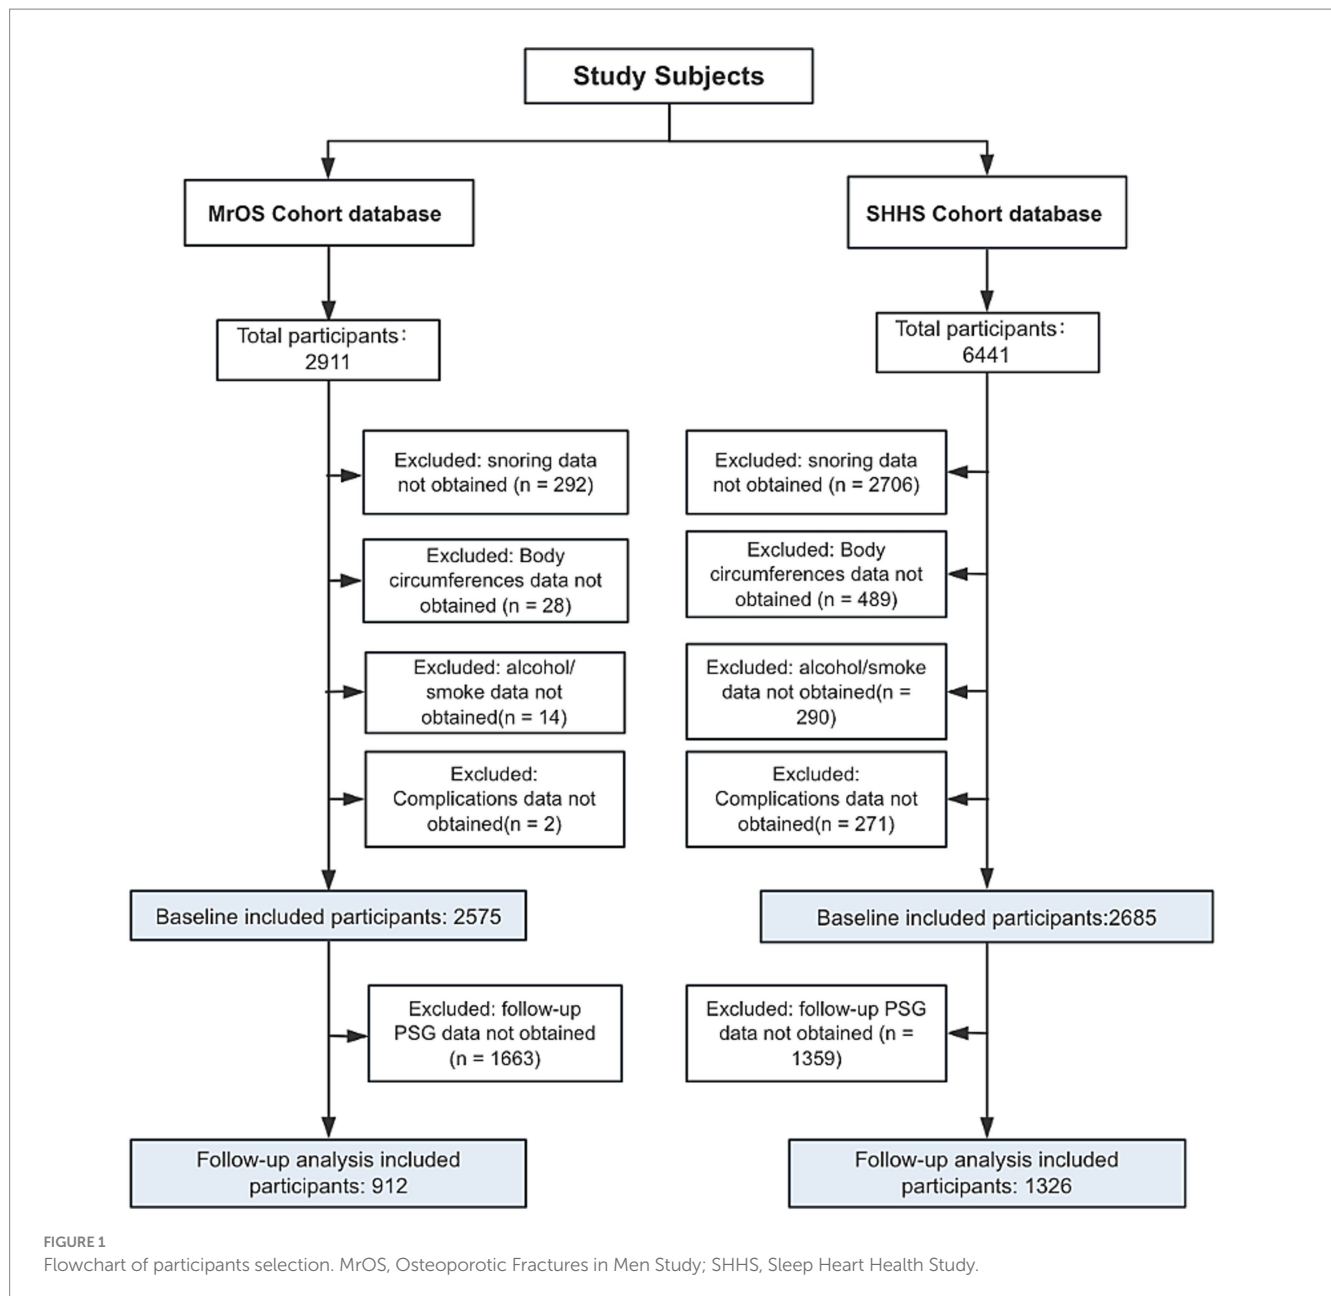 Study Subjects
MrOS Cohort database
SHHS Cohort database
Total participants:
2911
Total participants:
6441
Excluded: snoring data
not obtained (n = 292)
Excluded: snoring data
not obtained (n = 2706)
Excluded: Body
circumferences data not
obtained (n = 28)
Excluded: Body
circumferences data not
obtained (n = 489)
Excluded: alcohol/
smoke data not
obtained(n = 14)
Excluded: alcohol/smoke
data not obtained(n =
290)
Excluded:
Complications data not
obtained(n = 2)
Excluded:
Complications data not
obtained(n = 271)
Baseline included participants: 2575
Baseline included participants:2685
Excluded: follow-up
PSG data not obtained
(n = 1663)
Excluded: follow-up PSG
data not obtained (n =
1359)
Follow-up analysis included
participants: 912
Follow-up analysis included
participants: 1326
FIGURE 1
Flowchart of participants selection. MrOS, Osteoporotic Fractures in Men Study; SHHS, Sleep Heart Health Study.